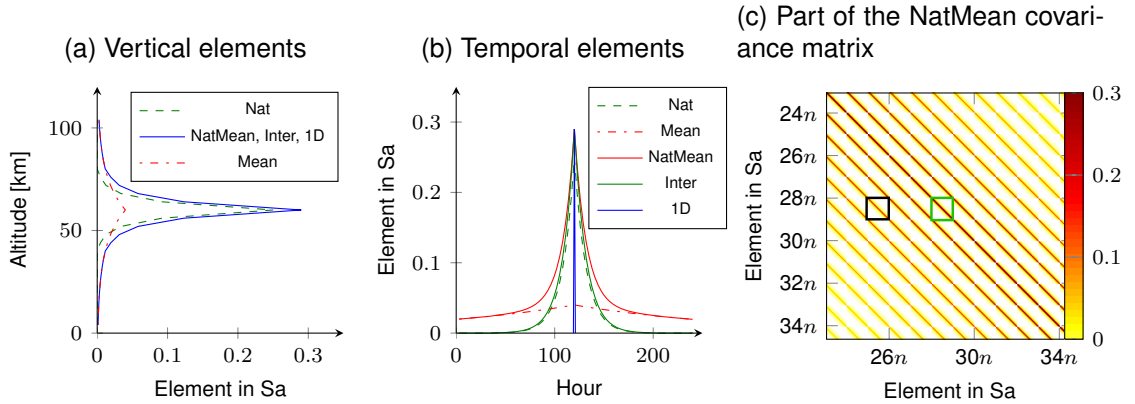 (a) Vertical elements
Altitude [km]
100
50
0
0
0.1
0.2
0.3
Element in Sa
Nat
NatMean, Inter, 1D
Mean
(b) Temporal elements
Element in Sa
0.3
0.2
0.1
0
0
100
200
Hour
Nat
Mean
NatMean
Inter
1D
(c) Part of the NatMean covari-
ance matrix
Element in Sa
24n
26n
28n
30n
32n
34n
26n
30n
34n
Element in Sa
0.3
0.2
0.1
0